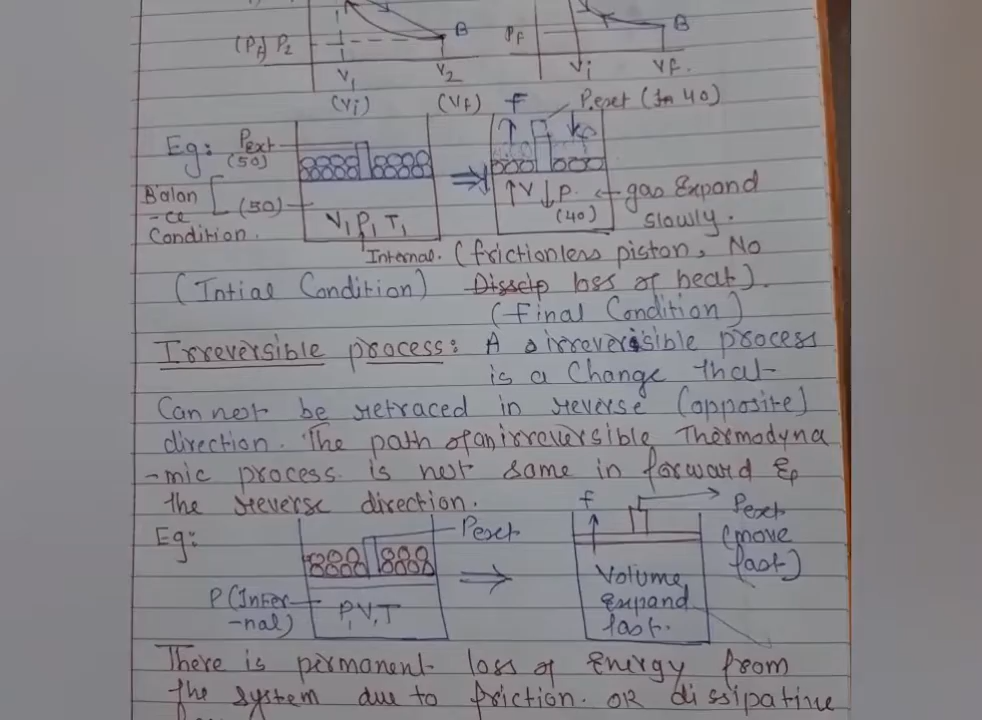 B B
(Pf) P2 PF
V1 V2 Vi VF.
(Vi) (Vf) f Pext (In 40)
Eg: Pext
(50)
Balan
-ce (50) V1P1T1 ↑V ↓P. ← gas Expand
Condition. (40) slowly.
Internal. (frictionless piston, No
(Intial Condition) loss of heat).
(Final Condition)
Irreversible process: A irreversible process
is a Change that
Can not be retraced in reverse (opposite)
direction. The path of an irreversible Thermodyna
-mic process is not same in forward &
the reverse direction.
Eg: Pext f Pext
(move
fast)
P(Inter
-nal) P,V,T Volume
Expand
fast.
There is permanent loss of Energy from
the system due to friction. OR dissipative